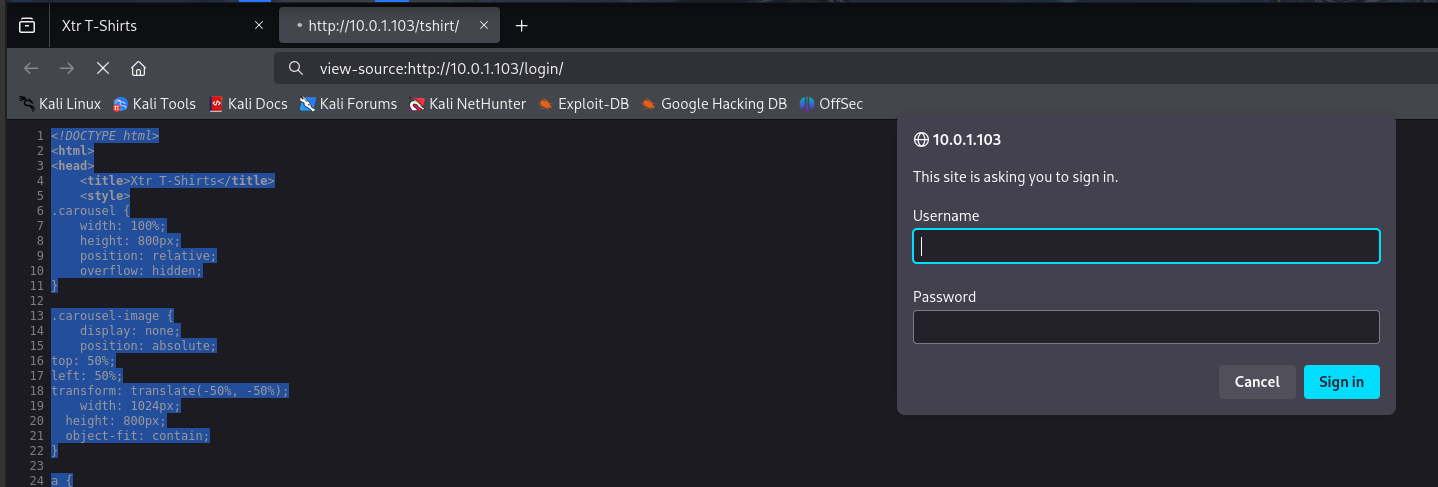 Xtr T-Shirts
http://10.0.1.103/tshirt/
view-source:http://10.0.1.103/login/
Kali Linux Kali Tools Kali Docs Kali Forums Kali NetHunter Exploit-DB Google Hacking DB OffSec
1 <!DOCTYPE html>
2 <html>
3 <head>
4 <title>Xtr T-Shirts</title>
5 <style>
6 .carousel {
7 width: 100%;
8 height: 800px;
9 position: relative;
10 overflow: hidden;
11 }
12
13 .carousel-image {
14 display: none;
15 position: absolute;
16 top: 50%;
17 left: 50%;
18 transform: translate(-50%, -50%);
19 width: 1024px;
20 height: 800px;
21 object-fit: contain;
22 }
23
24 a {
10.0.1.103
This site is asking you to sign in.
Username
Password
Cancel Sign in